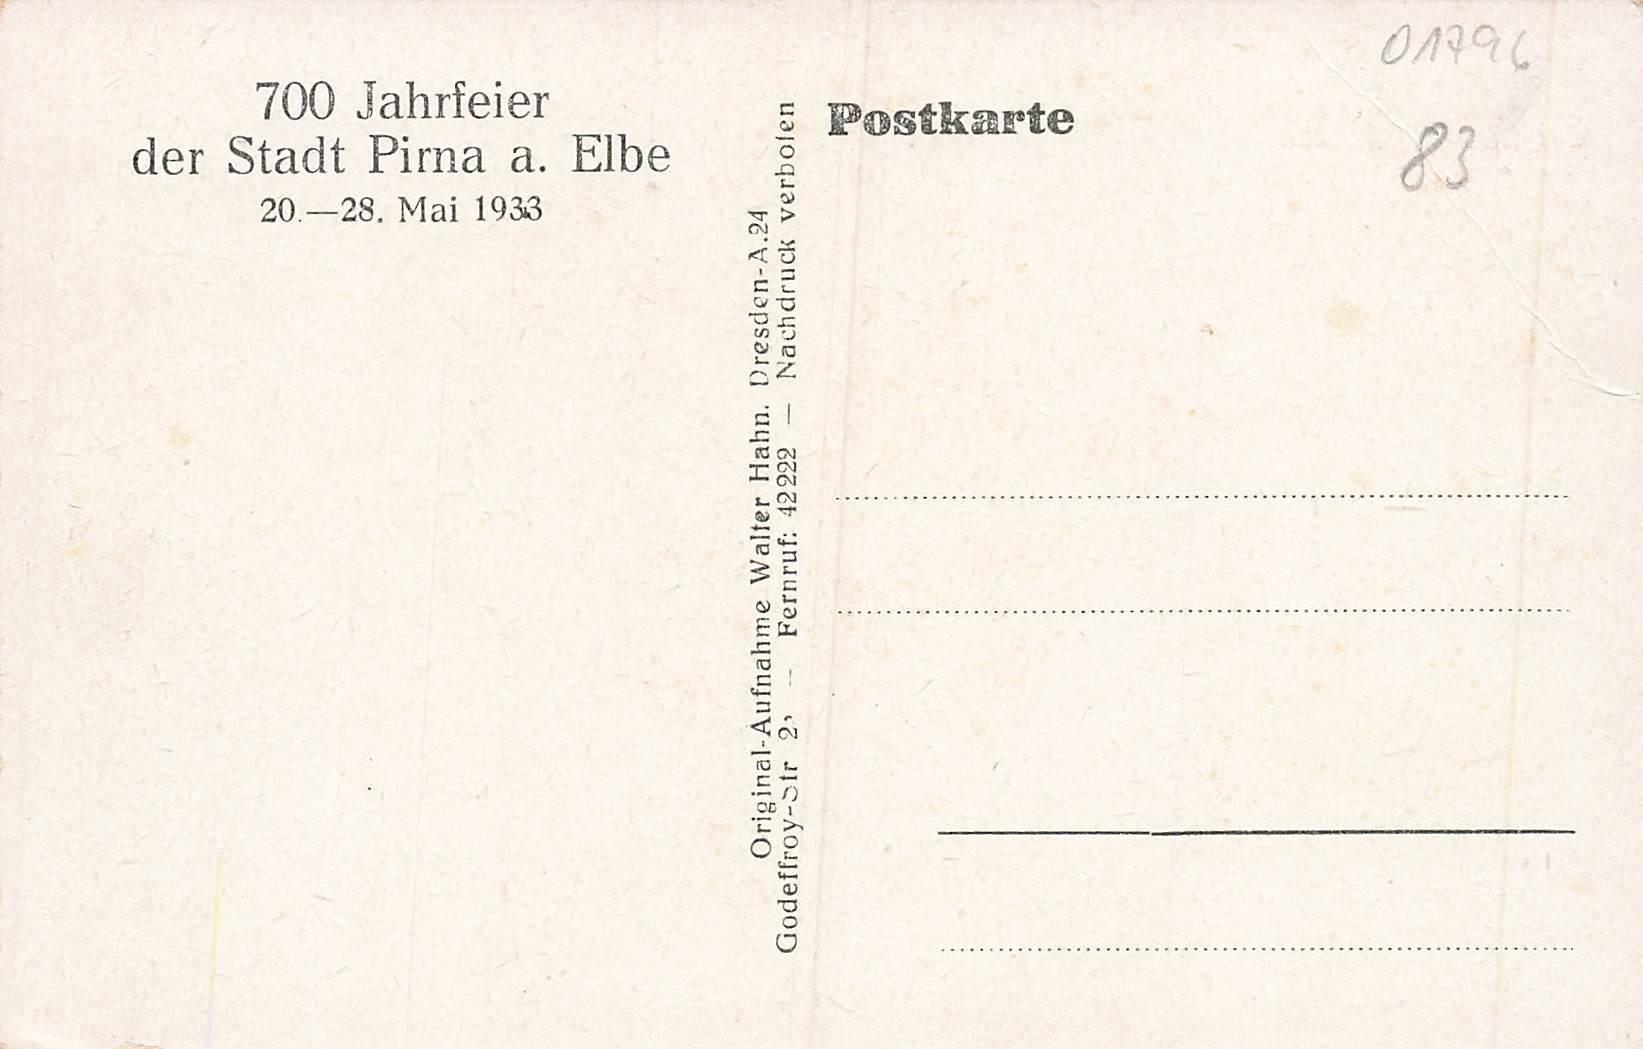 700 Jahrfeier
der Stadt Pirna a. Elbe
20.—28. Mai 1933
Original-Aufnahme Walter Hahn. Dresden-A.24
Godeffroy-Str 2, — Fernruf: 42222 — Nachdruck verboten
Postkarte
01796
83